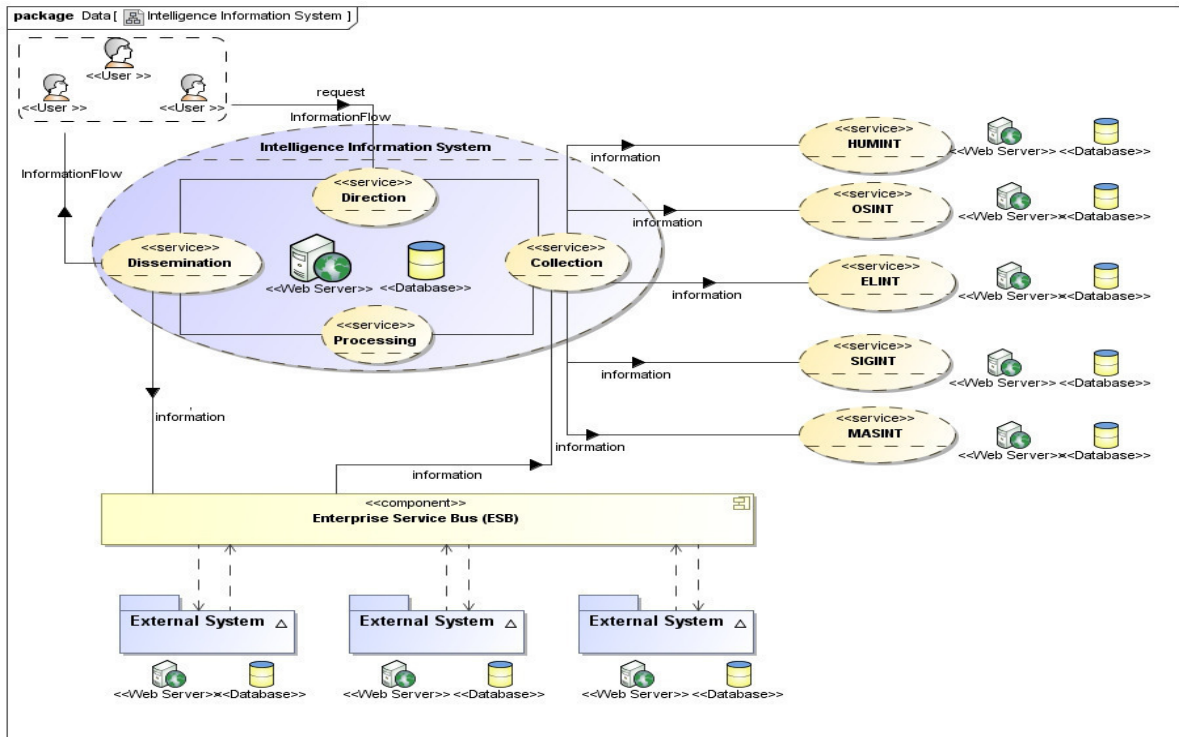 package Data [ Intelligence Information System ]
<<User >>
<<User >>
<<User >>
request
InformationFlow
InformationFlow
Intelligence Information System
<<service>>
Direction
<<service>>
Dissemination
<<service>>
Collection
<<Web Server>>
<<Database>>
<<service>>
Processing
information
<<service>>
HUMINT
<<Web Server>>
<<Database>>
information
<<service>>
OSINT
<<Web Server>>
<<Database>>
information
<<service>>
ELINT
<<Web Server>>
<<Database>>
information
<<service>>
SIGINT
<<Web Server>>
<<Database>>
information
<<service>>
MASINT
<<Web Server>>
<<Database>>
information
information
<<component>>
Enterprise Service Bus (ESB)
External System
External System
External System
<<Web Server>>
<<Database>>
<<Web Server>>
<<Database>>
<<Web Server>>
<<Database>>